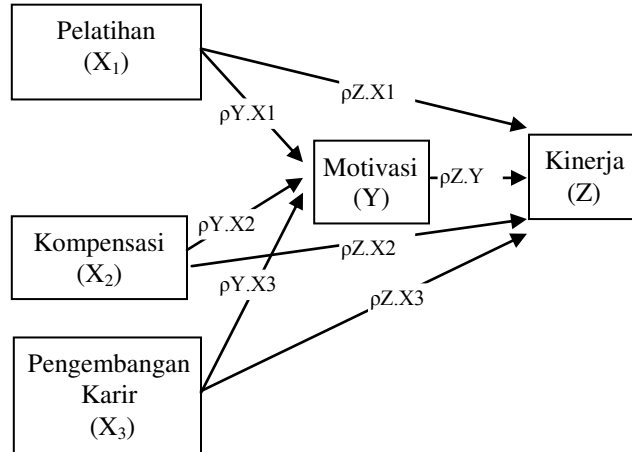 Pelatihan
(X₁)
ρZ.X1
ρY.X1
Motivasi
(Y)
ρZ.Y
Kinerja
(Z)
ρY.X2
Kompensasi
(X₂)
ρZ.X2
ρY.X3
ρZ.X3
Pengembangan
Karir
(X₃)